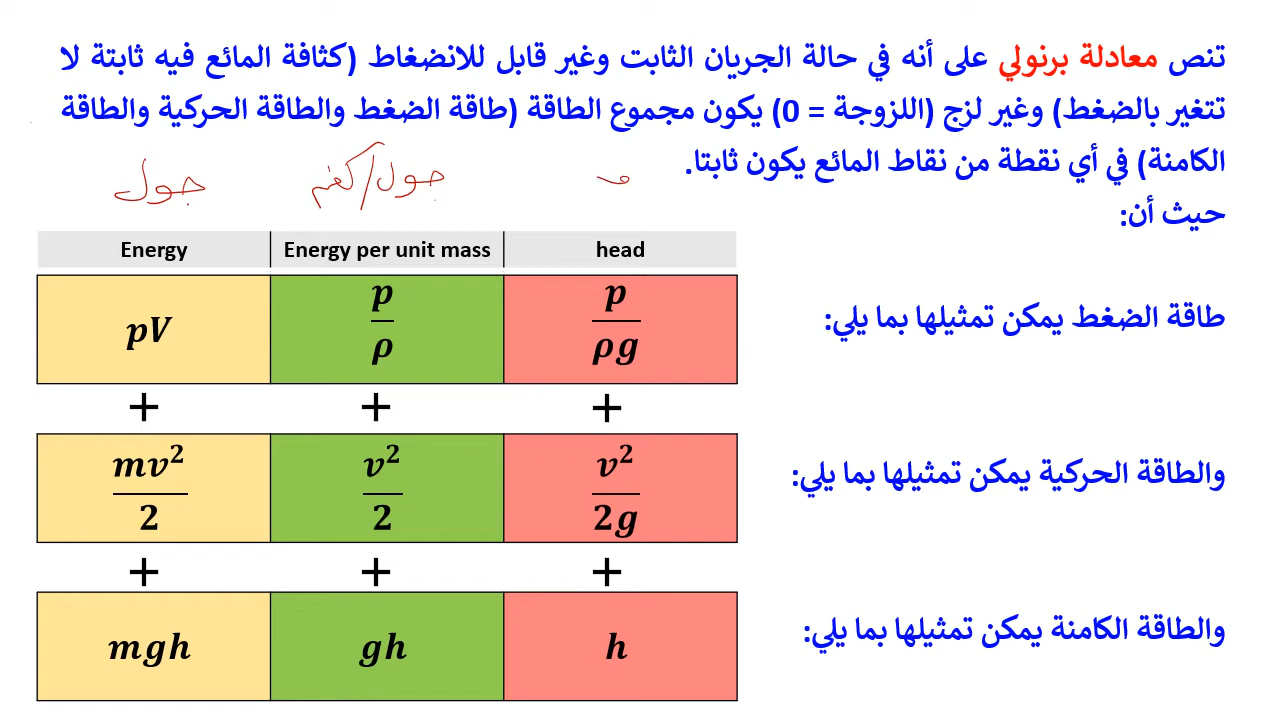 تنص معادلة برنولي على أنه في حالة الجريان الثابت وغير قابل للانضغاط (كثافة المائع فيه ثابتة لا
تتغير بالضغط) وغير لزج (اللزوجة = 0) يكون مجموع الطاقة (طاقة الضغط والطاقة الحركية والطاقة
الكامنة) في أي نقطة من نقاط المائع يكون ثابتا.
حيث أن:
جول جول/كغم م
Energy Energy per unit mass head
طاقة الضغط يمكن تمثيلها بما يلي:
pV p/ρ p/ρg
+ + +
والطاقة الحركية يمكن تمثيلها بما يلي:
mv²/2 v²/2 v²/2g
+ + +
والطاقة الكامنة يمكن تمثيلها بما يلي:
mgh gh h